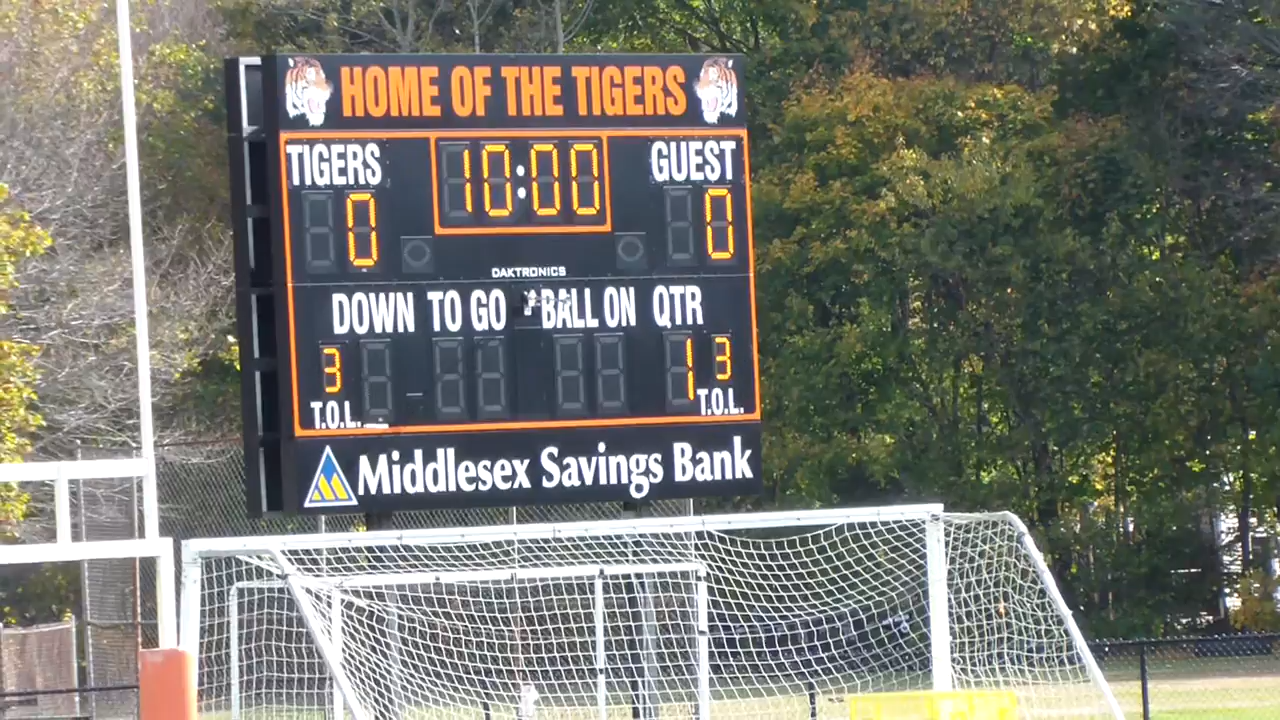 HOME OF THE TIGERS
TIGERS 10:00 GUEST
0 0
DAKTRONICS
DOWN TO GO BALL ON QTR
3 1 3
T.O.L. T.O.L.
Middlesex Savings Bank